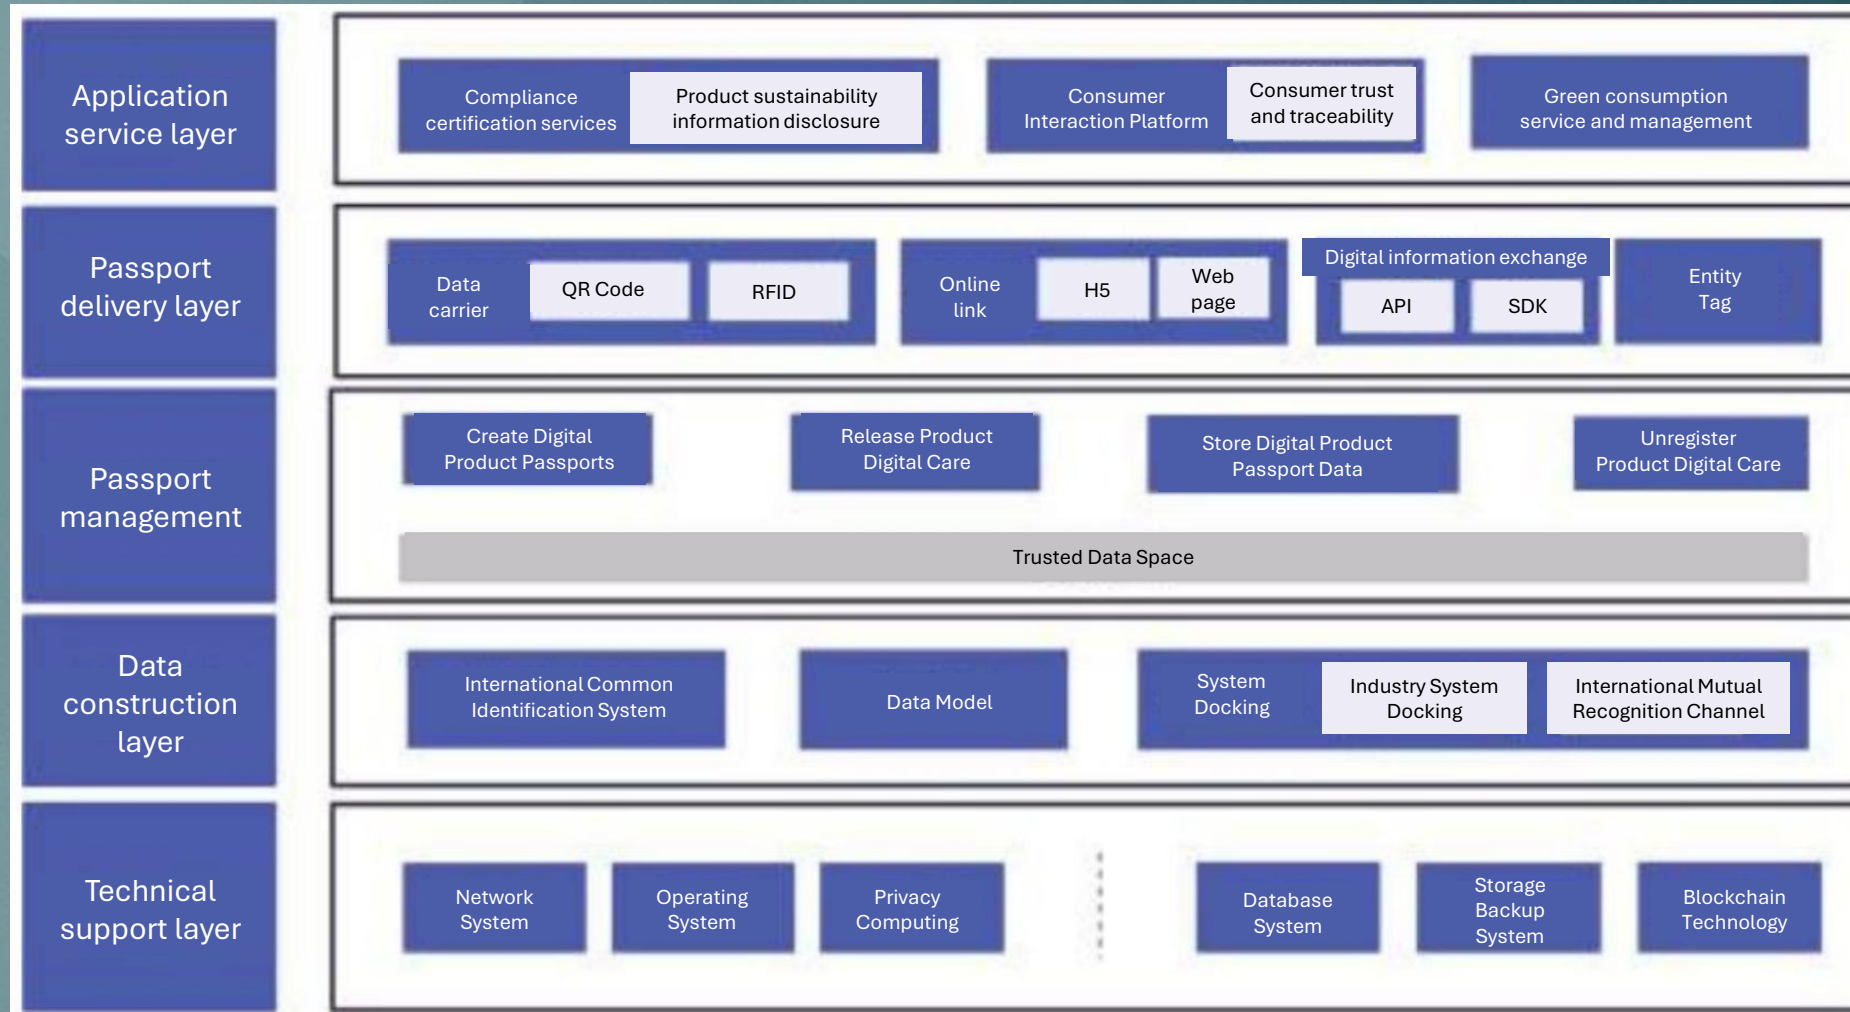 Application
service layer
Compliance
certification services
Product sustainability
information disclosure
Consumer
Interaction Platform
Consumer trust
and traceability
Green consumption
service and management
Passport
delivery layer
Data
carrier
QR Code
RFID
Online
link
H5
Web
page
Digital information exchange
API
SDK
Entity
Tag
Passport
management
Create Digital
Product Passports
Release Product
Digital Care
Store Digital Product
Passport Data
Unregister
Product Digital Care
Trusted Data Space
Data
construction
layer
International Common
Identification System
Data Model
System
Docking
Industry System
Docking
International Mutual
Recognition Channel
Technical
support layer
Network
System
Operating
System
Privacy
Computing
Database
System
Storage
Backup
System
Blockchain
Technology